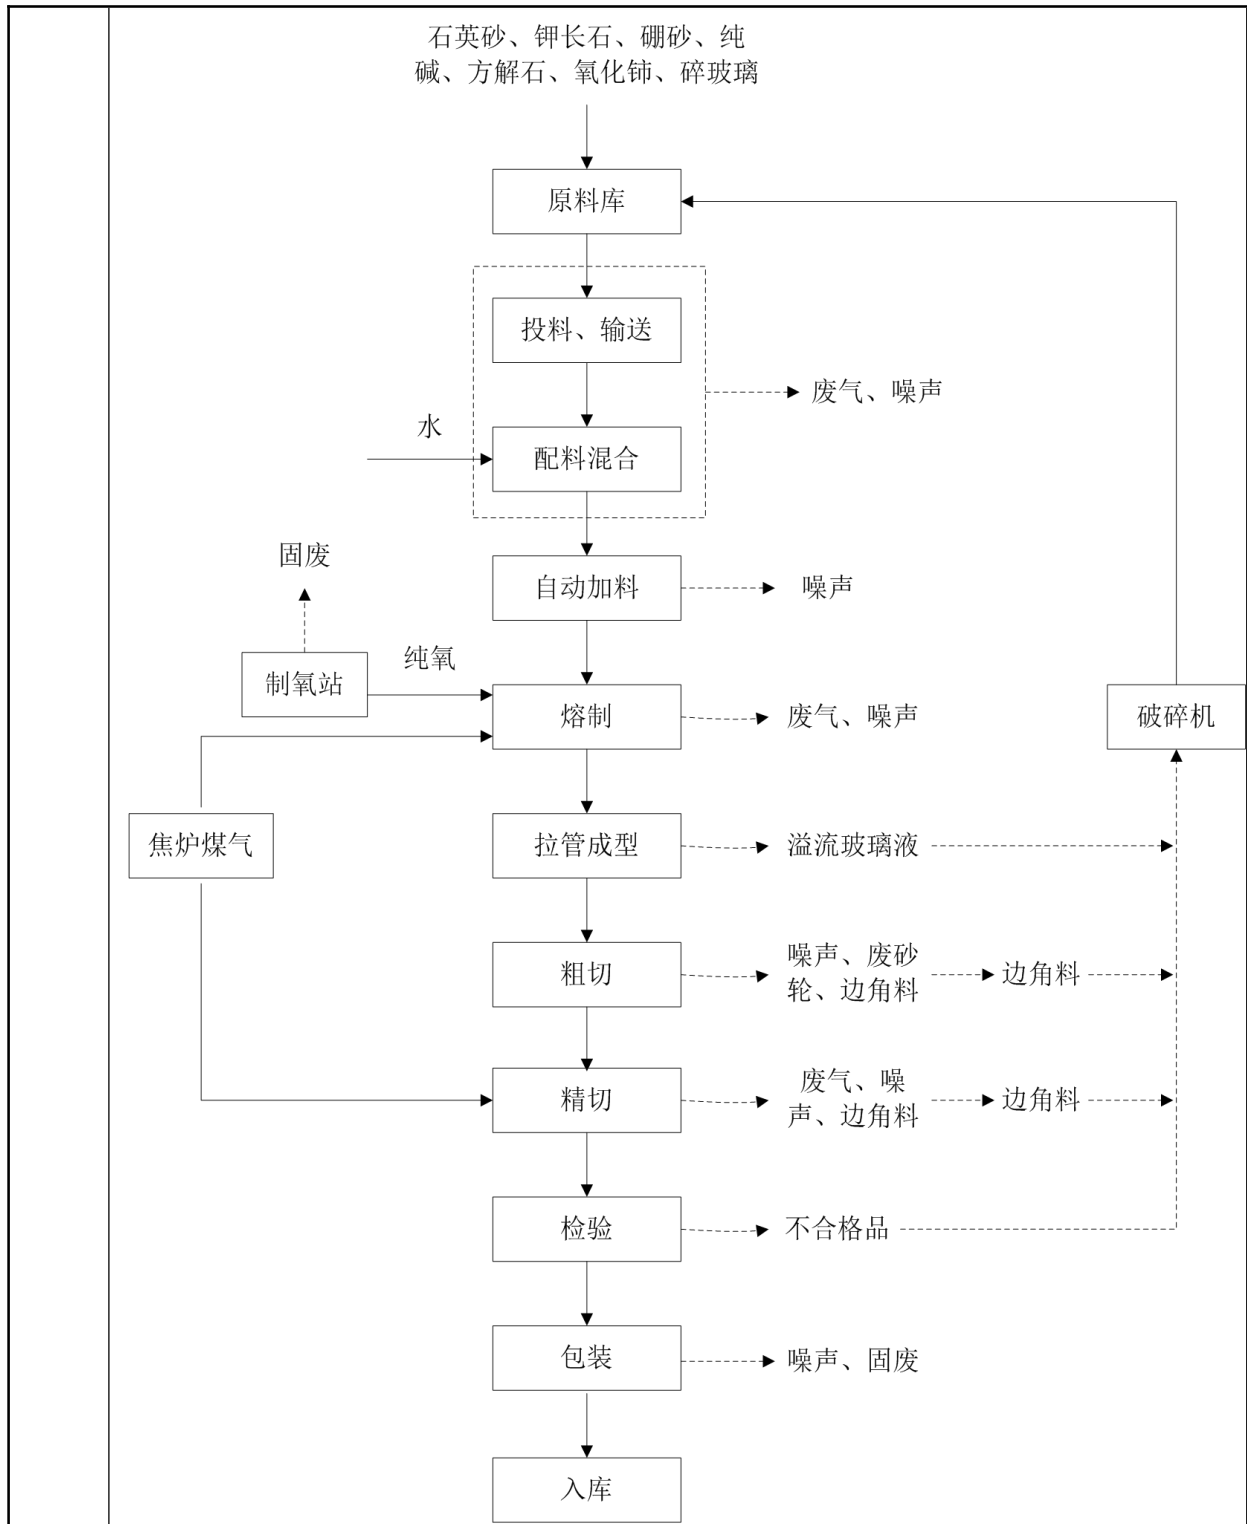 石英砂、钾长石、硼砂、纯
碱、方解石、氧化铈、碎玻璃
原料库
投料、输送
废气、噪声
水
配料混合
固废
自动加料
噪声
制氧站
纯氧
熔制
废气、噪声
破碎机
焦炉煤气
拉管成型
溢流玻璃液
粗切
噪声、废砂
轮、边角料
边角料
精切
废气、噪
声、边角料
边角料
检验
不合格品
包装
噪声、固废
入库